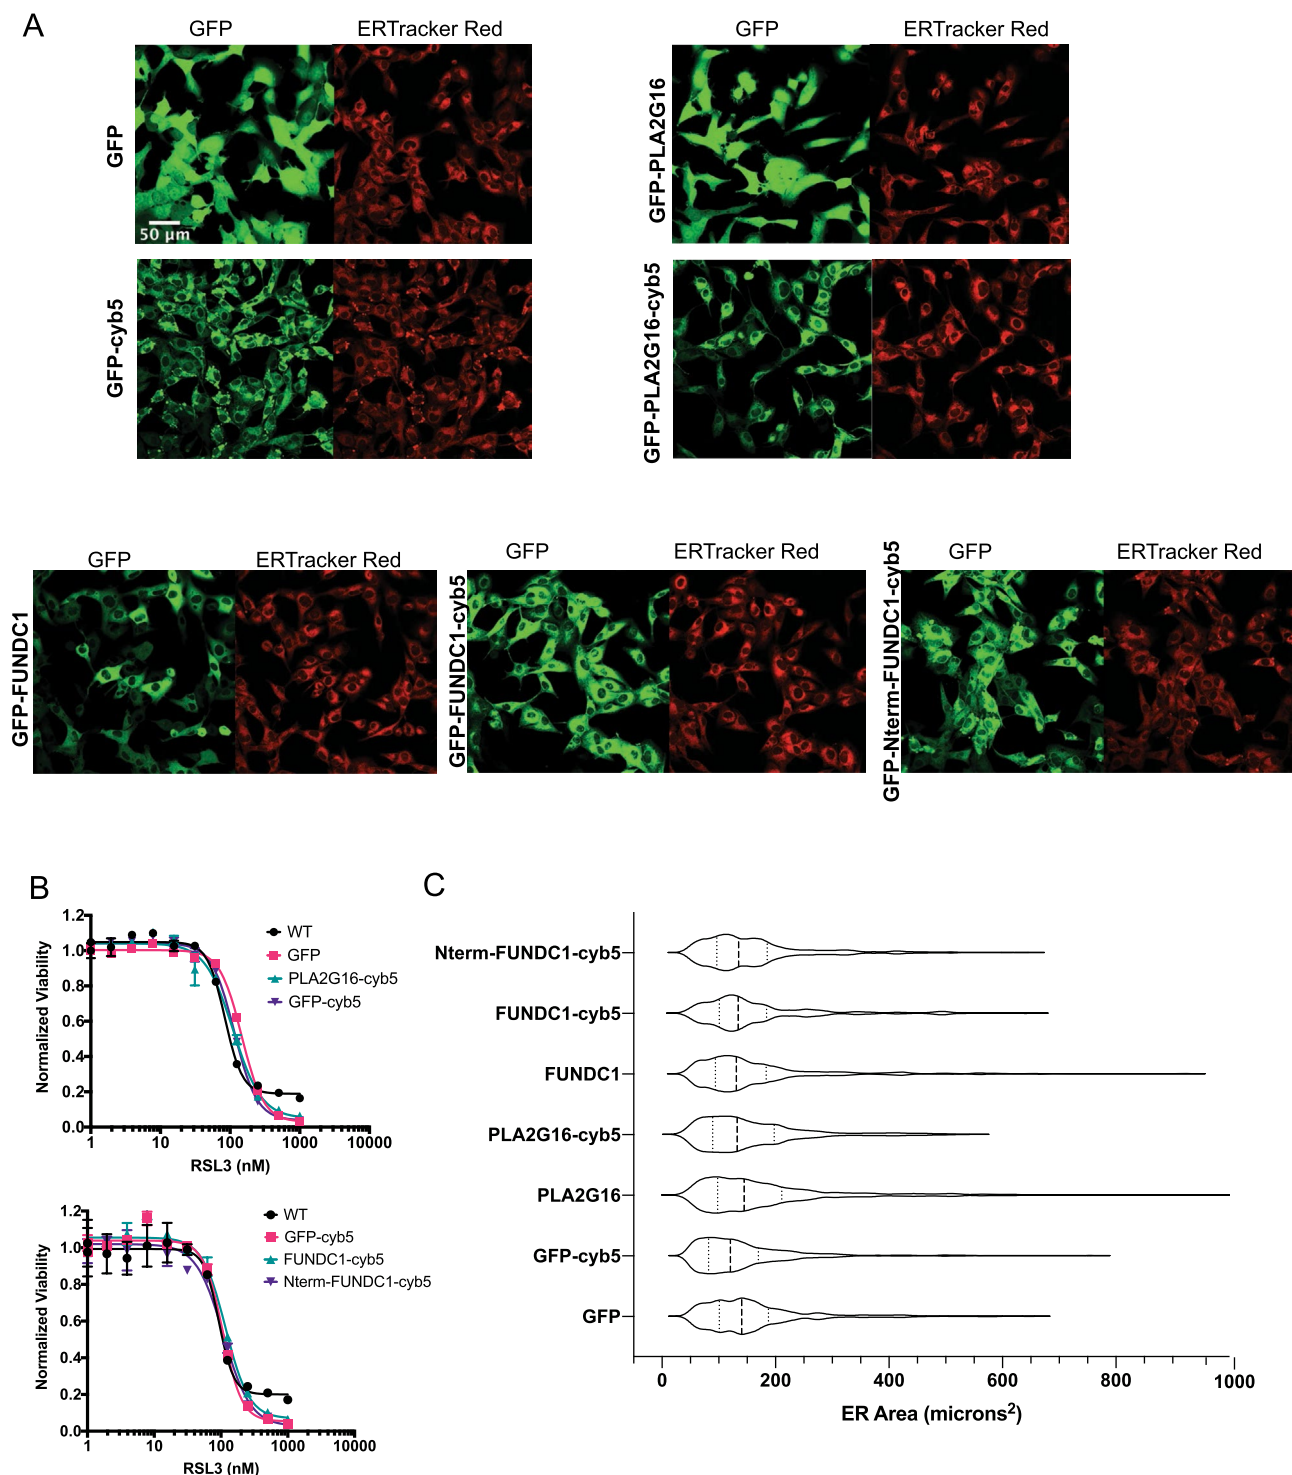 A
GFP ERTracker Red
GFP ERTracker Red
GFP
50 µm
GFP-PLA2G16
GFP-cyb5
GFP-PLA2G16-cyb5
GFP ERTracker Red
GFP ERTracker Red
GFP ERTracker Red
GFP-FUNDC1
GFP-FUNDC1-cyb5
GFP-Nterm-FUNDC1-cyb5
B
1.2
1.0
0.8
0.6
0.4
0.2
0.0
Normalized Viability
1 10 100 1000 10000
RSL3 (nM)
WT
GFP
PLA2G16-cyb5
GFP-cyb5
1.2
1.0
0.8
0.6
0.4
0.2
0.0
Normalized Viability
1 10 100 1000 10000
RSL3 (nM)
WT
GFP-cyb5
FUNDC1-cyb5
Nterm-FUNDC1-cyb5
C
Nterm-FUNDC1-cyb5
FUNDC1-cyb5
FUNDC1
PLA2G16-cyb5
PLA2G16
GFP-cyb5
GFP
0 200 400 600 800 1000
ER Area (microns²)